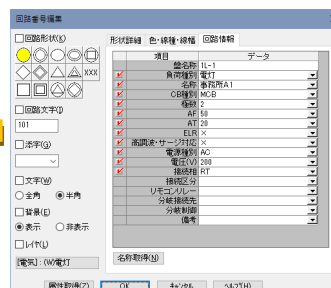 回路番号編集
□回路形状(K)
XXX
□回路文字(I)
101
□添字(G)
□文字(W)
○全角 ◉半角
□背景(E)
◉表示 ○非表示
□レイヤ(L)
[電気]:(W)電灯
形状詳細 色・線種・線幅 回路情報
項目 データ
盤名称 1L-1
負荷種別 電灯
名称 事務所A1
CB種別 MCB
極数 2
AF 50
AT 20
ELR ×
高調波・サージ対応 ×
電源種別 AC
電圧(V) 200
接続相 RT
接続区分
リモコンリレー
分岐接続先
分岐制御
備考
名称取得(N)
属性取得(Z) OK キャンセル ヘルプ(H)